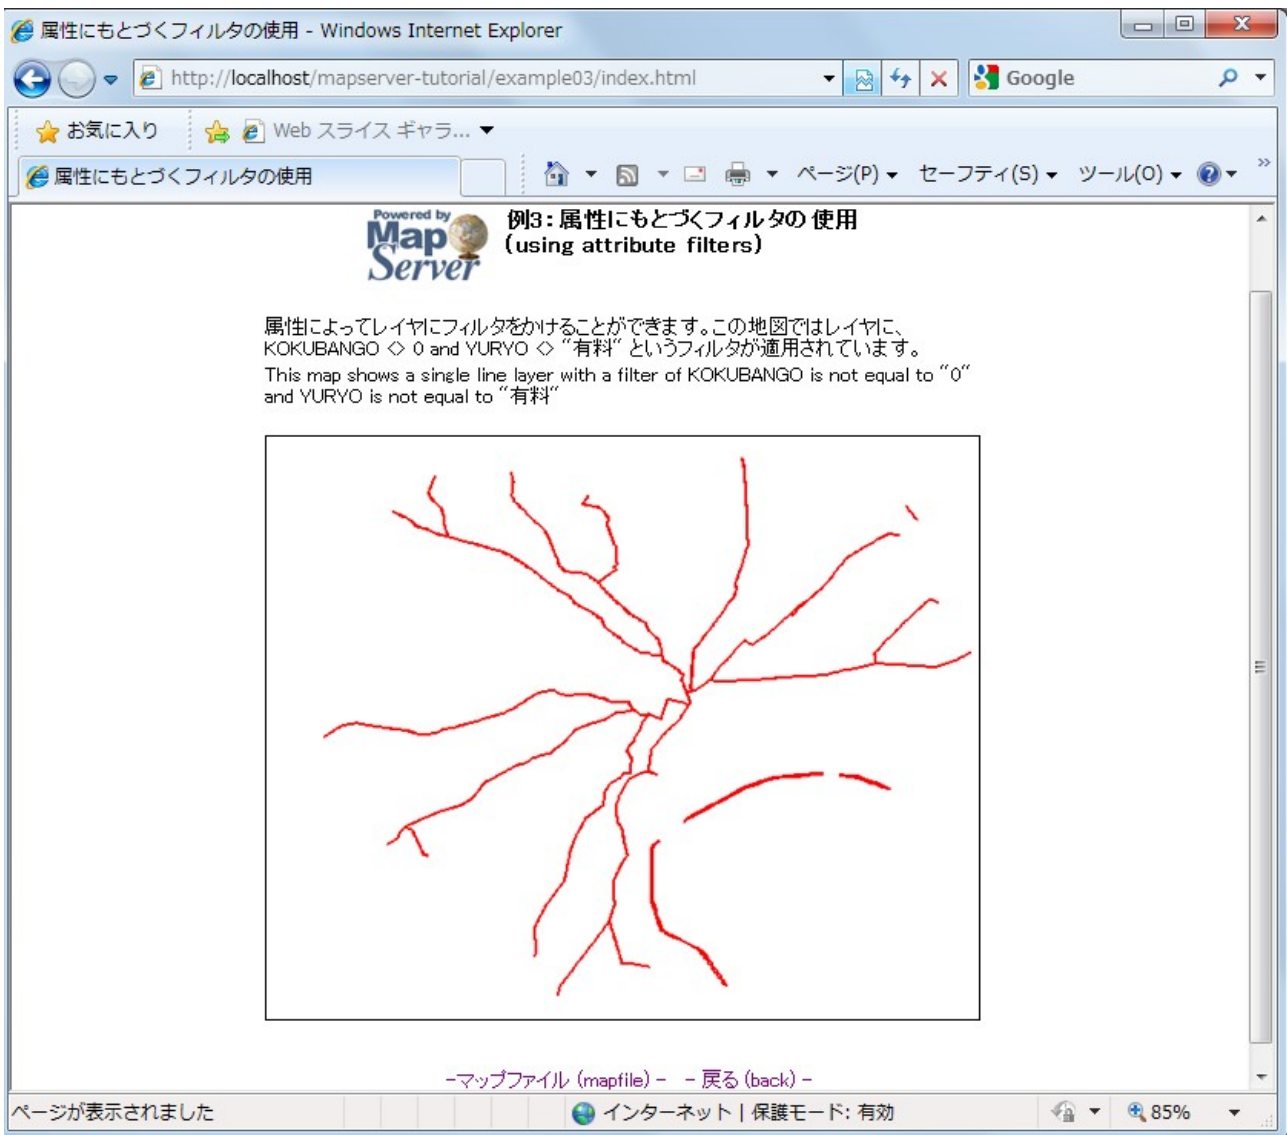 属性にもとづくフィルタの使用 - Windows Internet Explorer
http://localhost/mapserver-tutorial/example03/index.html
Google
お気に入り
Web スライス ギャラ...
属性にもとづくフィルタの使用
ページ(P)
セーフティ(S)
ツール(O)
Powered by
Map
Server
例3：属性にもとづくフィルタの使用
(using attribute filters)
属性によってレイヤにフィルタをかけることができます。この地図ではレイヤに、
KOKUBANGO <> 0 and YURYO <> "有料" というフィルタが適用されています。
This map shows a single line layer with a filter of KOKUBANGO is not equal to "0"
and YURYO is not equal to "有料"
-マップファイル (mapfile) - - 戻る (back) -
ページが表示されました
インターネット | 保護モード: 有効
85%